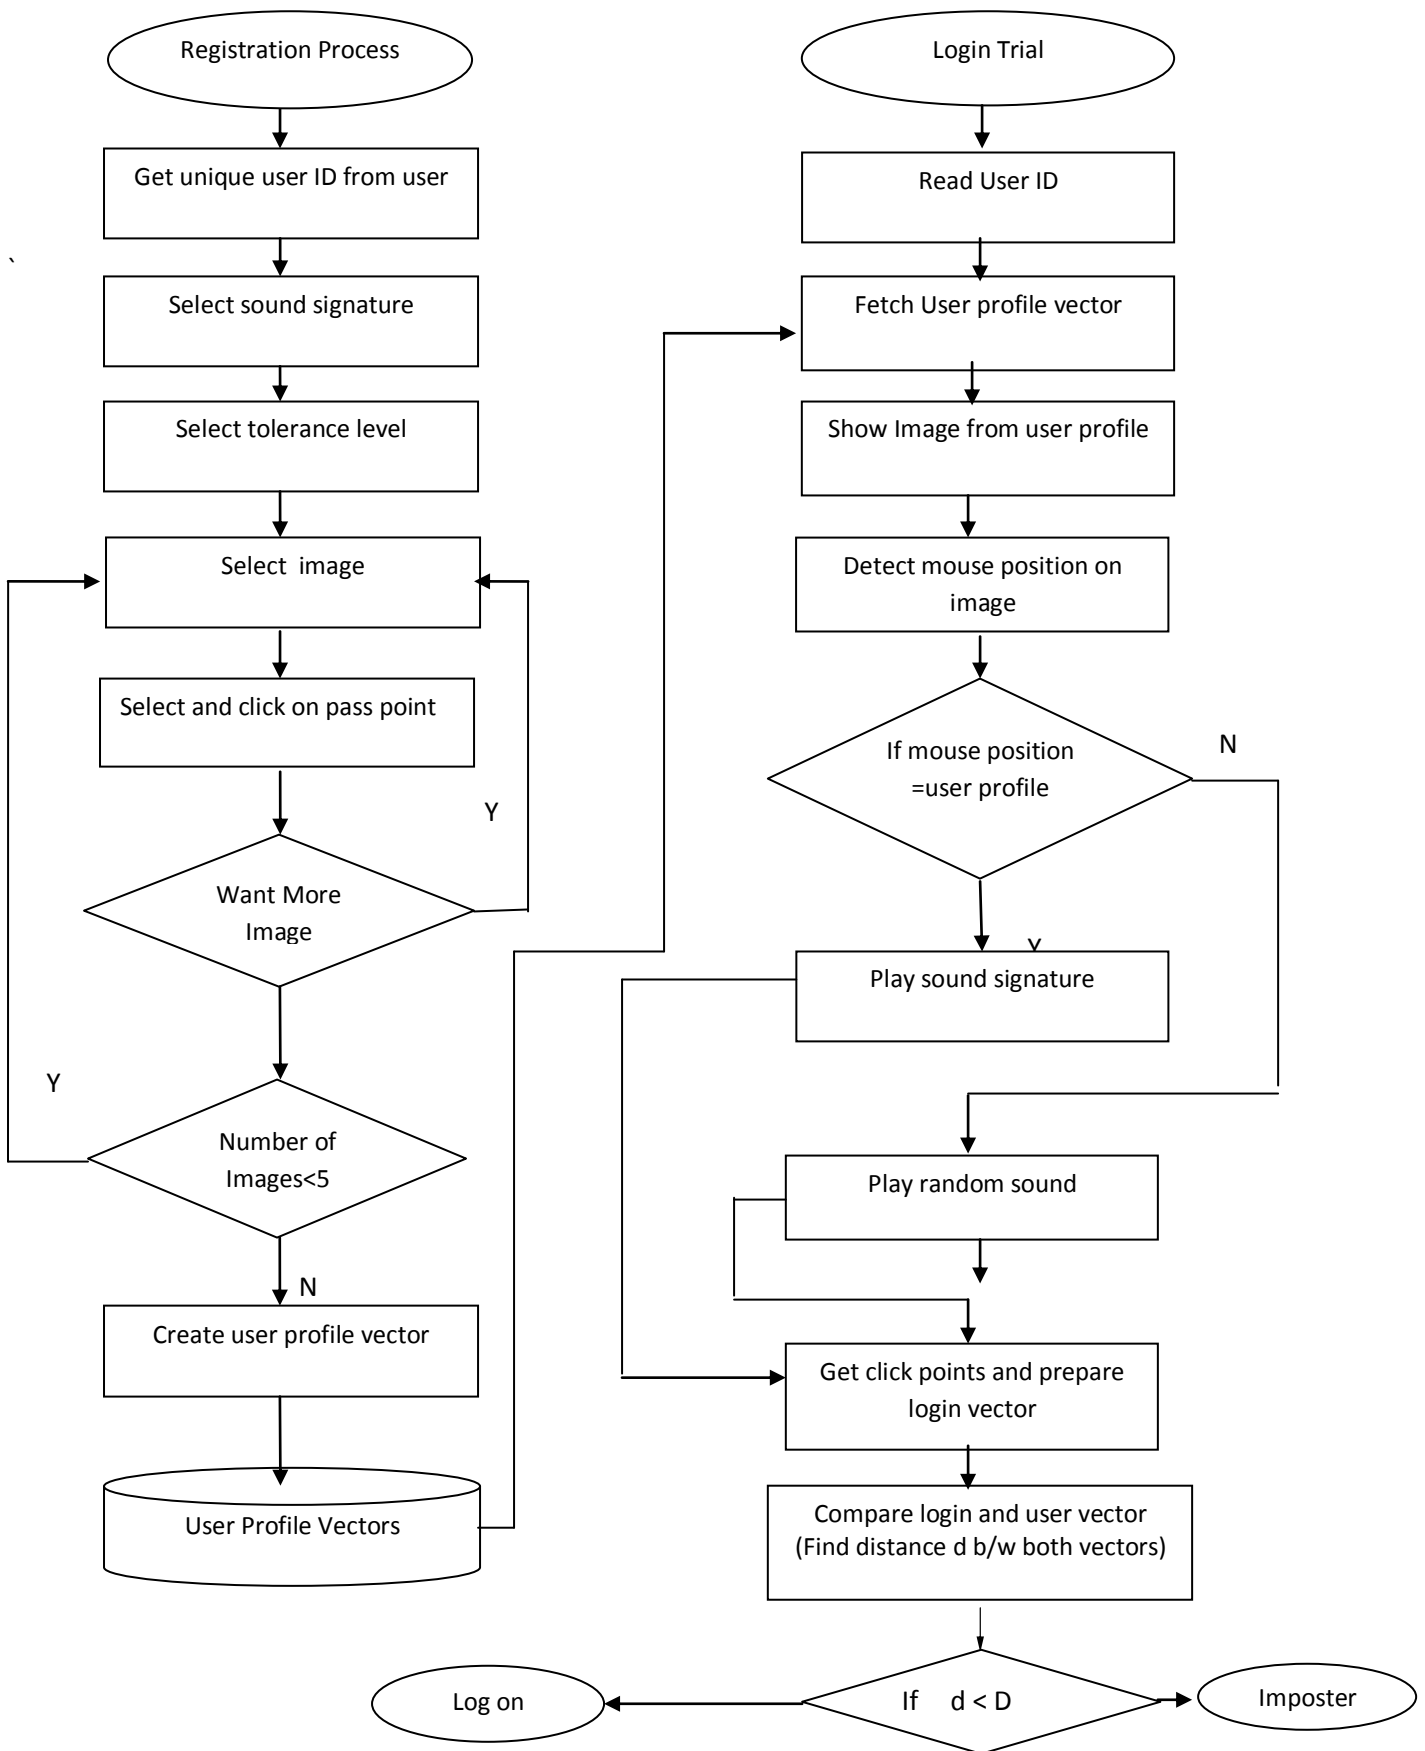 Registration Process
Get unique user ID from user
`
Select sound signature
Select tolerance level
Select  image
Select and click on pass point
Y
Want More
Image
Y
Number of
Images<5
N
Create user profile vector
User Profile Vectors
Login Trial
Read User ID
Fetch User profile vector
Show Image from user profile
Detect mouse position on
image
If mouse position
=user profile
N
Y
Play sound signature
Play random sound
Get click points and prepare
login vector
Compare login and user vector
(Find distance d b/w both vectors)
If    d < D
Log on
Imposter